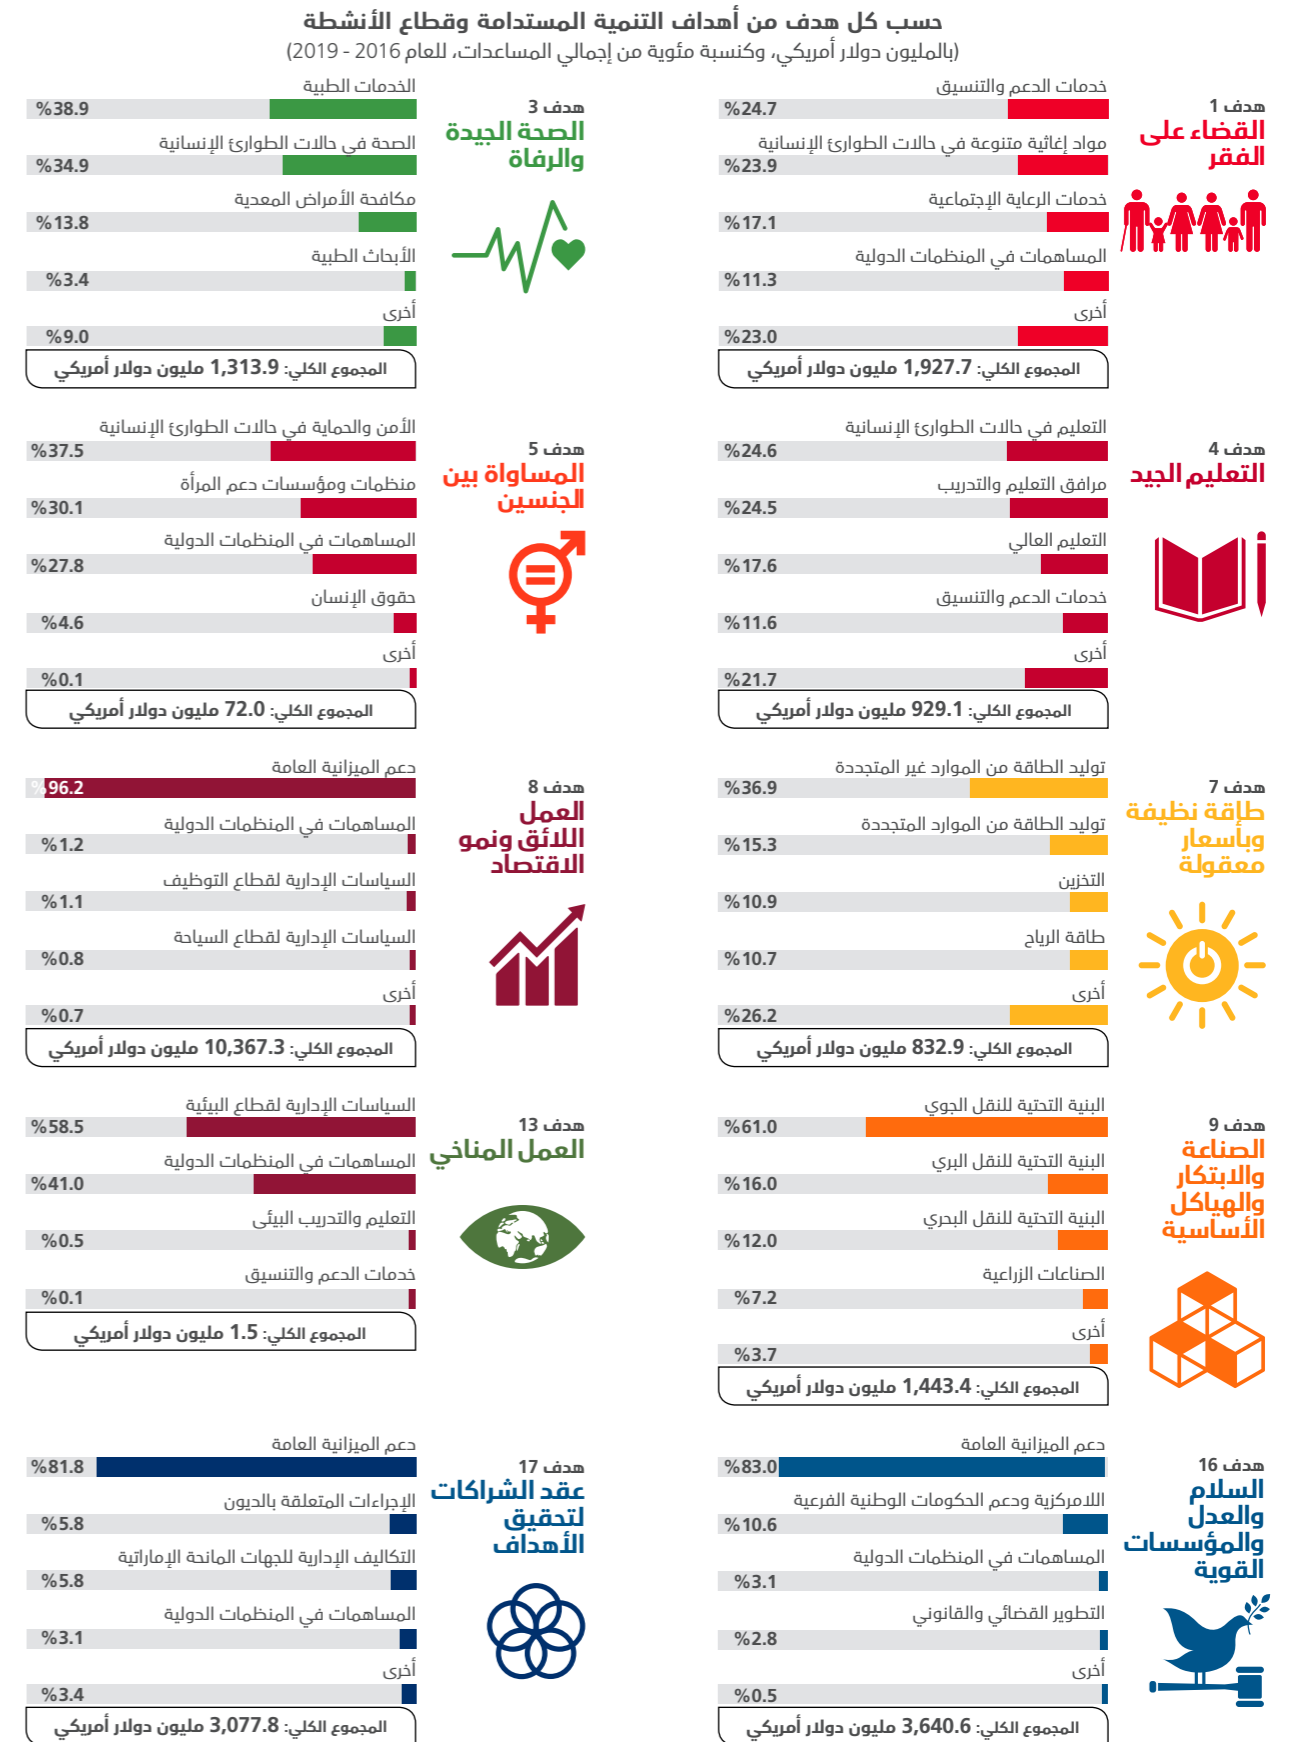 حسب كل هدف من أهداف التنمية المستدامة وقطاع الأنشطة
(بالمليون دولار أمريكي، وكنسبة مئوية من إجمالي المساعدات، للعام 2016 - 2019)
هدف 1
القضاء على
الفقر
خدمات الدعم والتنسيق
%24.7
مواد إغاثية متنوعة في حالات الطوارئ الإنسانية
%23.9
خدمات الرعاية الإجتماعية
%17.1
المساهمات في المنظمات الدولية
%11.3
أخرى
%23.0
المجموع الكلي: 1,927.7 مليون دولار أمريكي
هدف 3
الصحة الجيدة
والرفاة
الخدمات الطبية
%38.9
الصحة في حالات الطوارئ الإنسانية
%34.9
مكافحة الأمراض المعدية
%13.8
الأبحاث الطبية
%3.4
أخرى
%9.0
المجموع الكلي: 1,313.9 مليون دولار أمريكي
هدف 4
التعليم الجيد
التعليم في حالات الطوارئ الإنسانية
%24.6
مرافق التعليم والتدريب
%24.5
التعليم العالي
%17.6
خدمات الدعم والتنسيق
%11.6
أخرى
%21.7
المجموع الكلي: 929.1 مليون دولار أمريكي
هدف 5
المساواة بين
الجنسين
الأمن والحماية في حالات الطوارئ الإنسانية
%37.5
منظمات ومؤسسات دعم المرأة
%30.1
المساهمات في المنظمات الدولية
%27.8
حقوق الإنسان
%4.6
أخرى
%0.1
المجموع الكلي: 72.0 مليون دولار أمريكي
هدف 7
طاقة نظيفة
وبأسعار
معقولة
توليد الطاقة من الموارد غير المتجددة
%36.9
توليد الطاقة من الموارد المتجددة
%15.3
التخزين
%10.9
طاقة الرياح
%10.7
أخرى
%26.2
المجموع الكلي: 832.9 مليون دولار أمريكي
هدف 8
العمل
اللائق ونمو
الاقتصاد
دعم الميزانية العامة
%96.2
المساهمات في المنظمات الدولية
%1.2
السياسات الإدارية لقطاع التوظيف
%1.1
السياسات الإدارية لقطاع السياحة
%0.8
أخرى
%0.7
المجموع الكلي: 10,367.3 مليون دولار أمريكي
هدف 9
الصناعة
والابتكار
والهياكل
الأساسية
البنية التحتية للنقل الجوي
%61.0
البنية التحتية للنقل البري
%16.0
البنية التحتية للنقل البحري
%12.0
الصناعات الزراعية
%7.2
أخرى
%3.7
المجموع الكلي: 1,443.4 مليون دولار أمريكي
هدف 13
العمل المناخي
السياسات الإدارية لقطاع البيئية
%58.5
المساهمات في المنظمات الدولية
%41.0
التعليم والتدريب البيئى
%0.5
خدمات الدعم والتنسيق
%0.1
المجموع الكلي: 1.5 مليون دولار أمريكي
هدف 16
السلام
والعدل
والمؤسسات
القوية
دعم الميزانية العامة
%83.0
اللامركزية ودعم الحكومات الوطنية الفرعية
%10.6
المساهمات في المنظمات الدولية
%3.1
التطوير القضائي والقانوني
%2.8
أخرى
%0.5
المجموع الكلي: 3,640.6 مليون دولار أمريكي
هدف 17
عقد الشراكات
لتحقيق
الأهداف
دعم الميزانية العامة
%81.8
الإجراءات المتعلقة بالديون
%5.8
التكاليف الإدارية للجهات المانحة الإماراتية
%5.8
المساهمات في المنظمات الدولية
%3.1
أخرى
%3.4
المجموع الكلي: 3,077.8 مليون دولار أمريكي